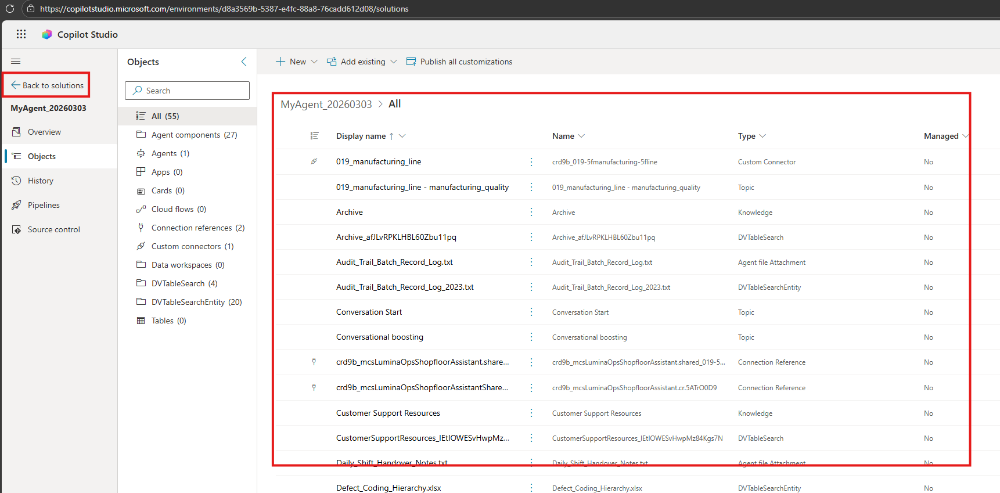 https://copilotstudio.microsoft.com/environments/d8a3569b-5387-e4fc-88a8-76cadd612d08/solutions
Copilot Studio
Back to solutions
MyAgent_20260303
Overview
Objects
History
Pipelines
Source control
Objects
Search
All (55)
Agent components (27)
Agents (1)
Apps (0)
Cards (0)
Cloud flows (0)
Connection references (2)
Custom connectors (1)
Data workspaces (0)
DVTableSearch (4)
DVTableSearchEntity (20)
Tables (0)
New Add existing Publish all customizations
MyAgent_20260303 > All
Display name ↑ Name Type Managed
019_manufacturing_line crd9b_019-5fmanufacturing-5fline Custom Connector No
019_manufacturing_line - manufacturing_quality 019_manufacturing_line - manufacturing_quality Topic No
Archive Archive Knowledge No
Archive_afJLvRPKLHBL60Zbu11pq Archive_afJLvRPKLHBL60Zbu11pq DVTableSearch No
Audit_Trail_Batch_Record_Log.txt Audit_Trail_Batch_Record_Log.txt Agent file Attachment No
Audit_Trail_Batch_Record_Log_2023.txt Audit_Trail_Batch_Record_Log_2023.txt DVTableSearchEntity No
Conversation Start Conversation Start Topic No
Conversational boosting Conversational boosting Topic No
crd9b_mcsLuminaOpsShopfloorAssistant.share... crd9b_mcsLuminaOpsShopfloorAssistant.shared_019-5... Connection Reference No
crd9b_mcsLuminaOpsShopfloorAssistantShare... crd9b_mcsLuminaOpsShopfloorAssistant.cr.5ATrO0D9 Connection Reference No
Customer Support Resources Customer Support Resources Knowledge No
CustomerSupportResources_IEtIOWESvHwpMz... CustomerSupportResources_IEtIOWESvHwpMz84Kgs7N DVTableSearch No
Daily_Shift_Handover_Notes.txt Daily_Shift_Handover_Notes.txt Agent file Attachment No
Defect_Coding_Hierarchy.xlsx Defect_Coding_Hierarchy.xlsx DVTableSearchEntity No